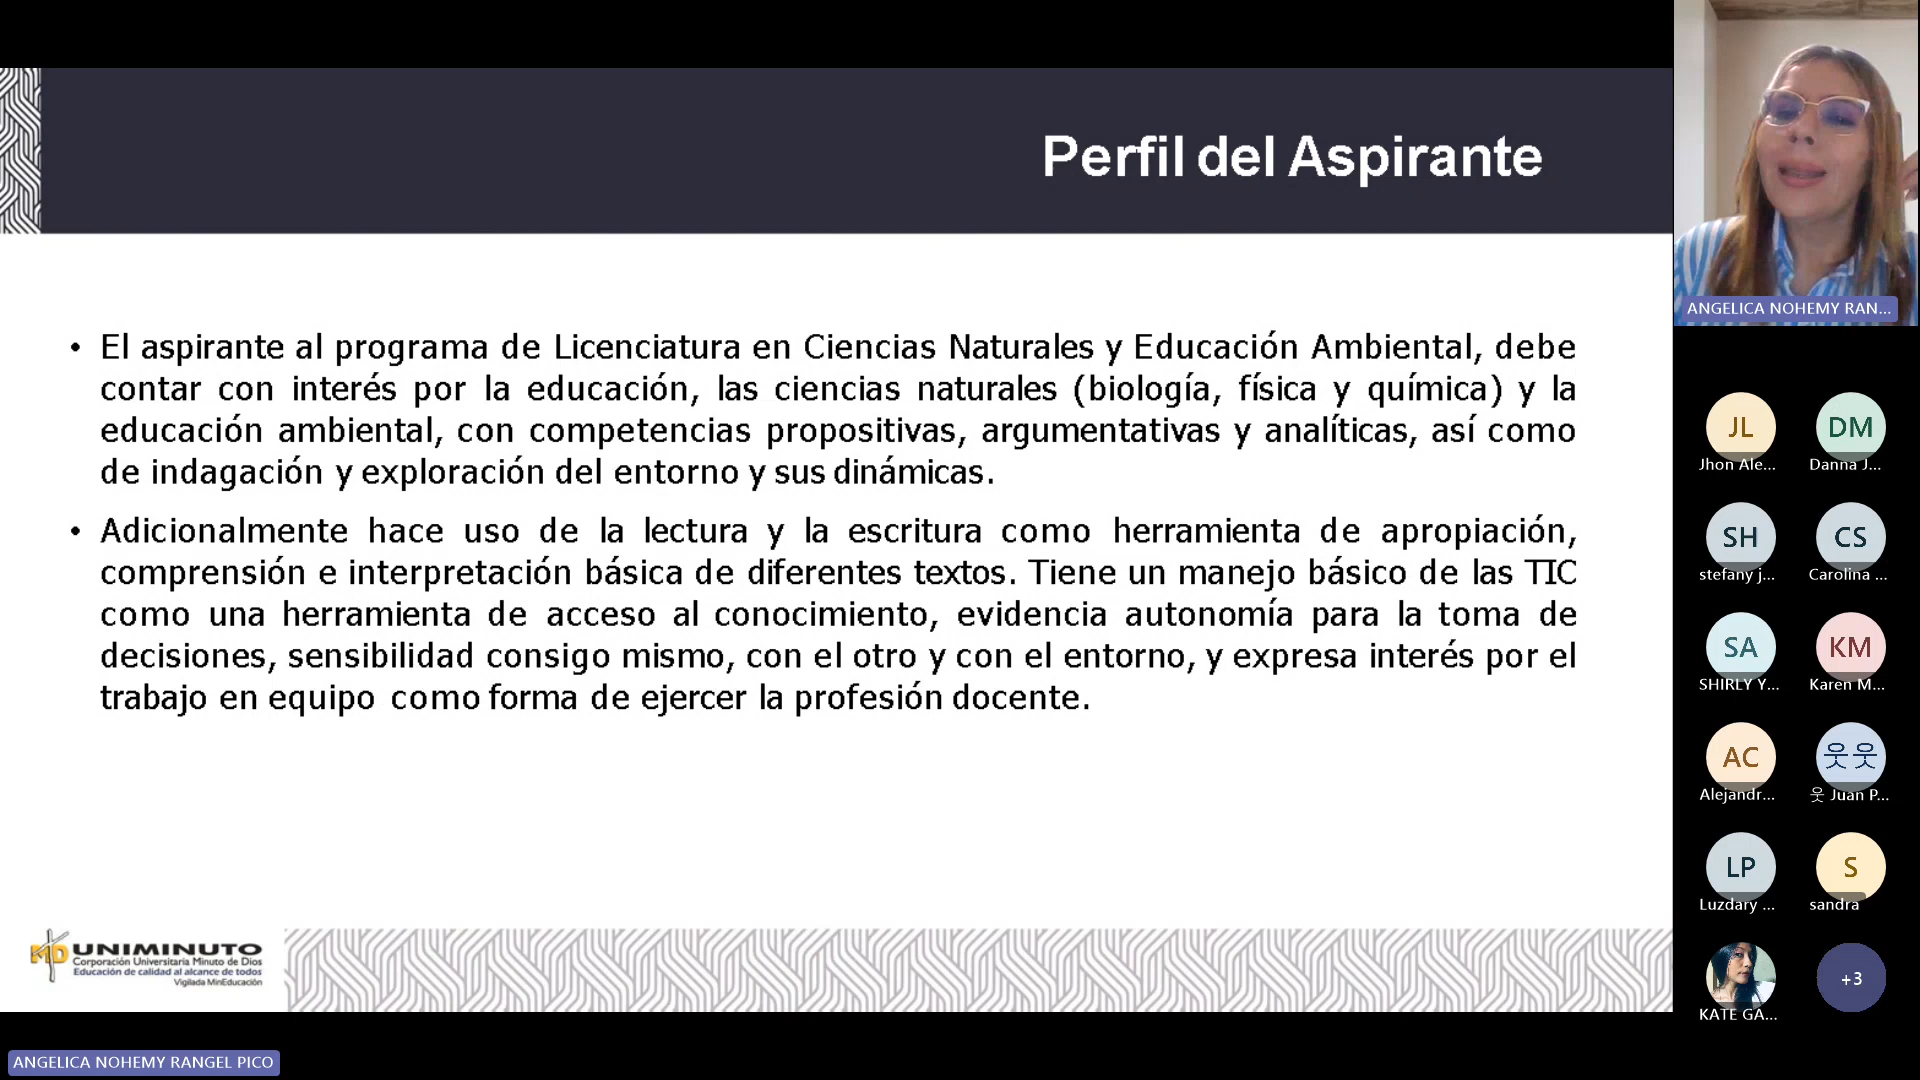 Perfil del Aspirante
• El aspirante al programa de Licenciatura en Ciencias Naturales y Educación Ambiental, debe
contar con interés por la educación, las ciencias naturales (biología, física y química) y la
educación ambiental, con competencias propositivas, argumentativas y analíticas, así como
de indagación y exploración del entorno y sus dinámicas.
• Adicionalmente hace uso de la lectura y la escritura como herramienta de apropiación,
comprensión e interpretación básica de diferentes textos. Tiene un manejo básico de las TIC
como una herramienta de acceso al conocimiento, evidencia autonomía para la toma de
decisiones, sensibilidad consigo mismo, con el otro y con el entorno, y expresa interés por el
trabajo en equipo como forma de ejercer la profesión docente.
MD UNIMINUTO
Corporación Universitaria Minuto de Dios
Educación de calidad al alcance de todos
Vigilada MinEducación
ANGELICA NOHEMY RANGEL PICO
ANGELICA NOHEMY RAN...
JL DM
Jhon Ale... Danna J...
SH CS
stefany j... Carolina ...
SA KM
SHIRLY Y... Karen M...
AC 웃웃
Alejandr... 웃 Juan P...
LP S
Luzdary ... sandra
+3
KATE GA...